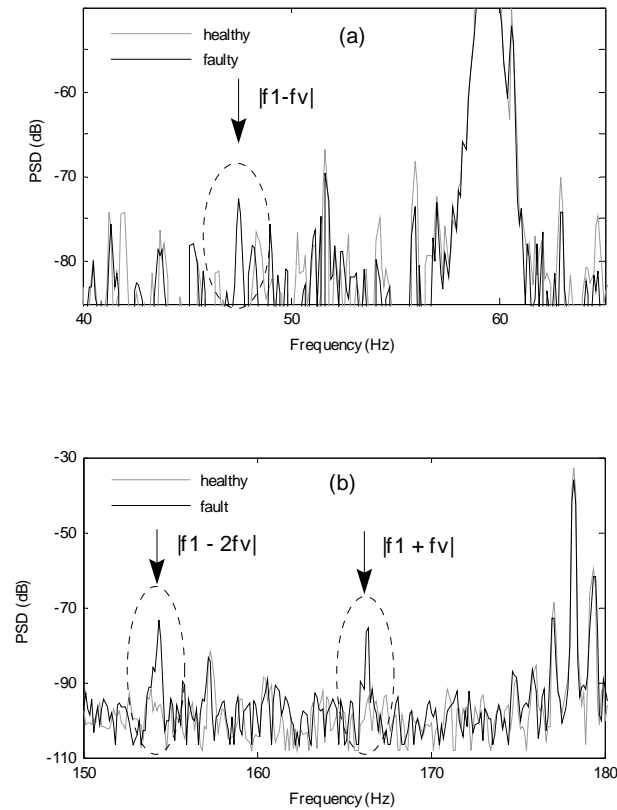 (a)
healthy
faulty
|f1-fv|
-60
-70
-80
PSD (dB)
40
50
60
Frequency (Hz)
-30
-50
-70
-90
-110
PSD (dB)
(b)
healthy
fault
|f1 - 2fv|
|f1 + fv|
150
160
170
180
Frequency (Hz)